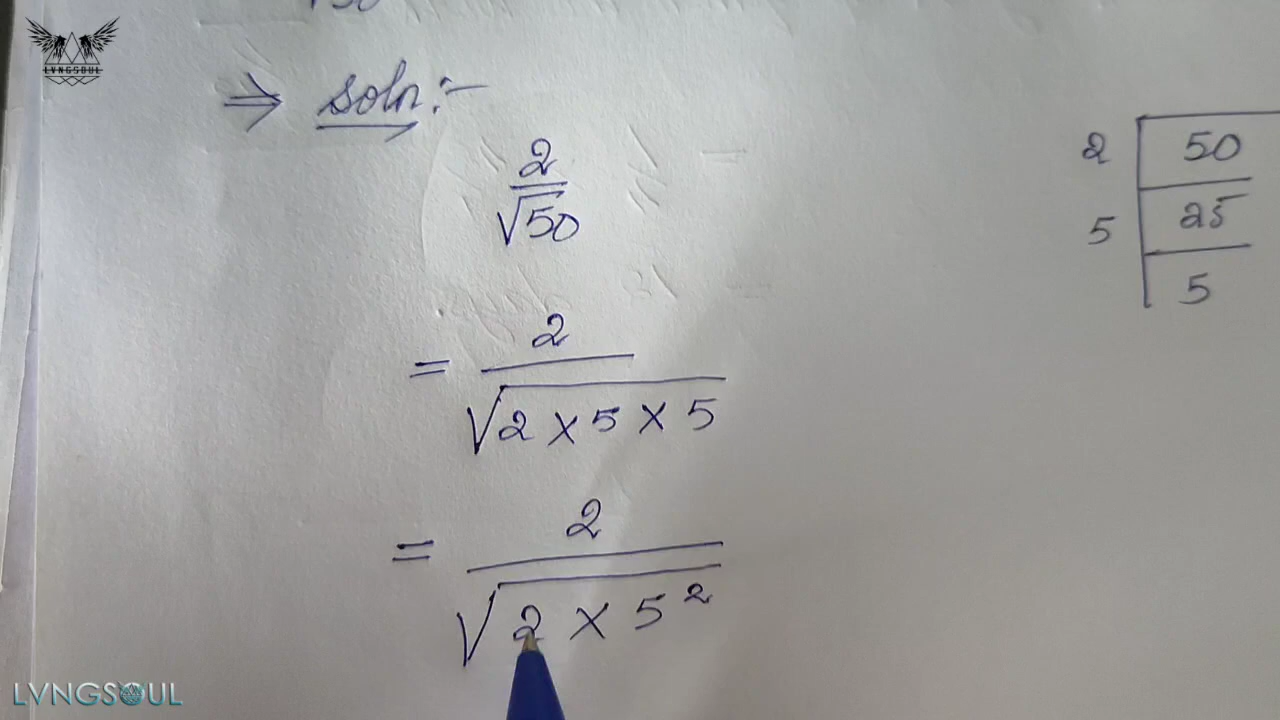 LVNGSOUL
⇒ Soln:-
2
√50
2 50
5 25
5
= 2
√2 × 5 × 5
= 2
√2 × 5²
LVNGSOUL